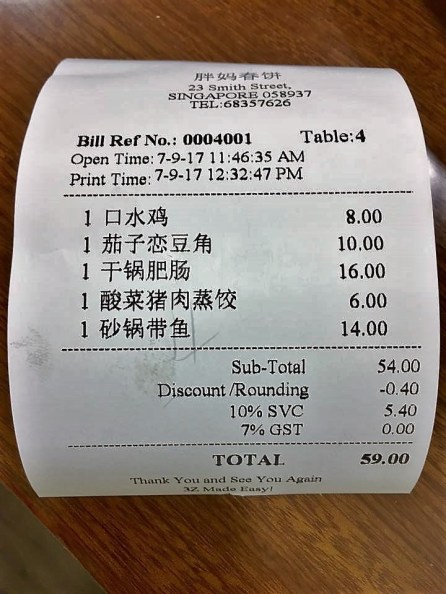 胖妈春饼
23 Smith Street,
SINGAPORE 058937
TEL:68357626
Bill Ref No.: 0004001 Table:4
Open Time: 7-9-17 11:46:35 AM
Print Time: 7-9-17 12:32:47 PM
1 口水鸡 8.00
1 茄子恋豆角 10.00
1 干锅肥肠 16.00
1 酸菜猪肉蒸饺 6.00
1 砂锅带鱼 14.00
Sub-Total 54.00
Discount/Rounding -0.40
10% SVC 5.40
7% GST 0.00
TOTAL 59.00
Thank You and See You Again
3Z Made Easy!